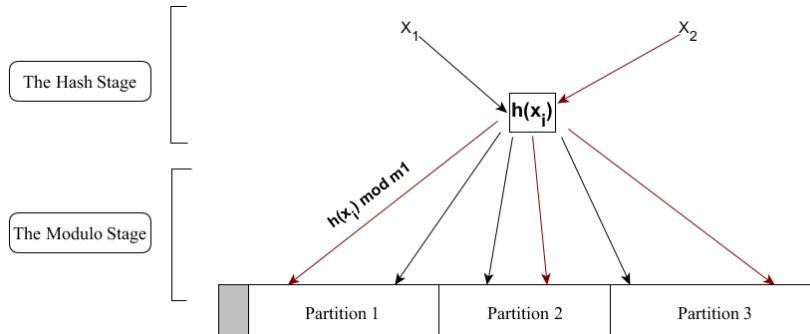 X1 X2
The Hash Stage
h(xi)
h(xi) mod m1
The Modulo Stage
Partition 1 Partition 2 Partition 3